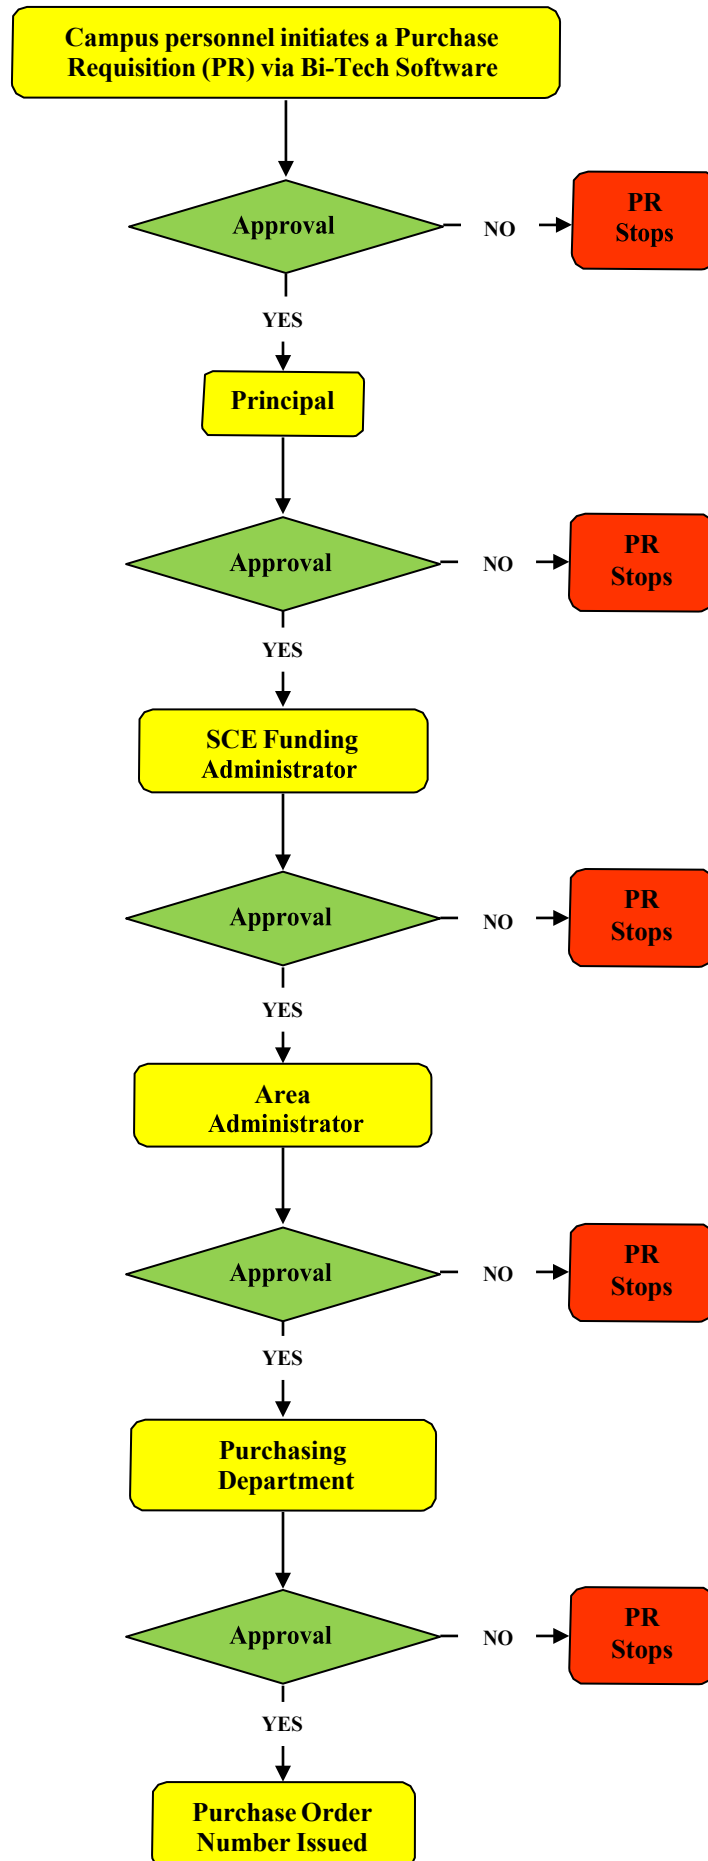 Campus personnel initiates a Purchase
Requisition (PR) via Bi-Tech Software
Approval
NO
PR
Stops
YES
Principal
Approval
NO
PR
Stops
YES
SCE Funding
Administrator
Approval
NO
PR
Stops
YES
Area
Administrator
Approval
NO
PR
Stops
YES
Purchasing
Department
Approval
NO
PR
Stops
YES
Purchase Order
Number Issued